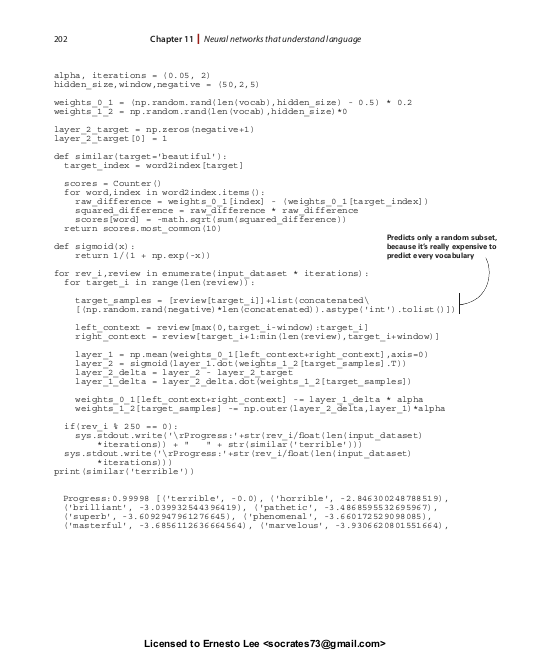 202 Chapter 11 | Neural networks that understand language
alpha, iterations = (0.05, 2)
hidden_size,window,negative = (50,2,5)
weights_0_1 = (np.random.rand(len(vocab),hidden_size) - 0.5) * 0.2
weights_1_2 = np.random.rand(len(vocab),hidden_size)*0
layer_2_target = np.zeros(negative+1)
layer_2_target[0] = 1
def similar(target='beautiful'):
  target_index = word2index[target]
  scores = Counter()
  for word,index in word2index.items():
    raw_difference = weights_0_1[index] - (weights_0_1[target_index])
    squared_difference = raw_difference * raw_difference
    scores[word] = -math.sqrt(sum(squared_difference))
  return scores.most_common(10)
Predicts only a random subset,
because it's really expensive to
predict every vocabulary
def sigmoid(x):
    return 1/(1 + np.exp(-x))
for rev_i,review in enumerate(input_dataset * iterations):
  for target_i in range(len(review)):
    target_samples = [review[target_i]]+list(concatenated\
    [(np.random.rand(negative)*len(concatenated)).astype('int').tolist()])
    left_context = review[max(0,target_i-window):target_i]
    right_context = review[target_i+1:min(len(review),target_i+window)]
    layer_1 = np.mean(weights_0_1[left_context+right_context],axis=0)
    layer_2 = sigmoid(layer_1.dot(weights_1_2[target_samples].T))
    layer_2_delta = layer_2 - layer_2_target
    layer_1_delta = layer_2_delta.dot(weights_1_2[target_samples])
    weights_0_1[left_context+right_context] -= layer_1_delta * alpha
    weights_1_2[target_samples] -= np.outer(layer_2_delta,layer_1)*alpha
  if(rev_i % 250 == 0):
    sys.stdout.write('\rProgress:'+str(rev_i/float(len(input_dataset)
        *iterations)) + "   " + str(similar('terrible')))
  sys.stdout.write('\rProgress:'+str(rev_i/float(len(input_dataset)
        *iterations)))
print(similar('terrible'))
Progress:0.99998 [('terrible', -0.0), ('horrible', -2.846300248788519),
('brilliant', -3.039932544396419), ('pathetic', -3.4868595532695967),
('superb', -3.6092947961276645), ('phenomenal', -3.660172529098085),
('masterful', -3.6856112636664564), ('marvelous', -3.9306620801551664),
Licensed to Ernesto Lee <socrates73@gmail.com>